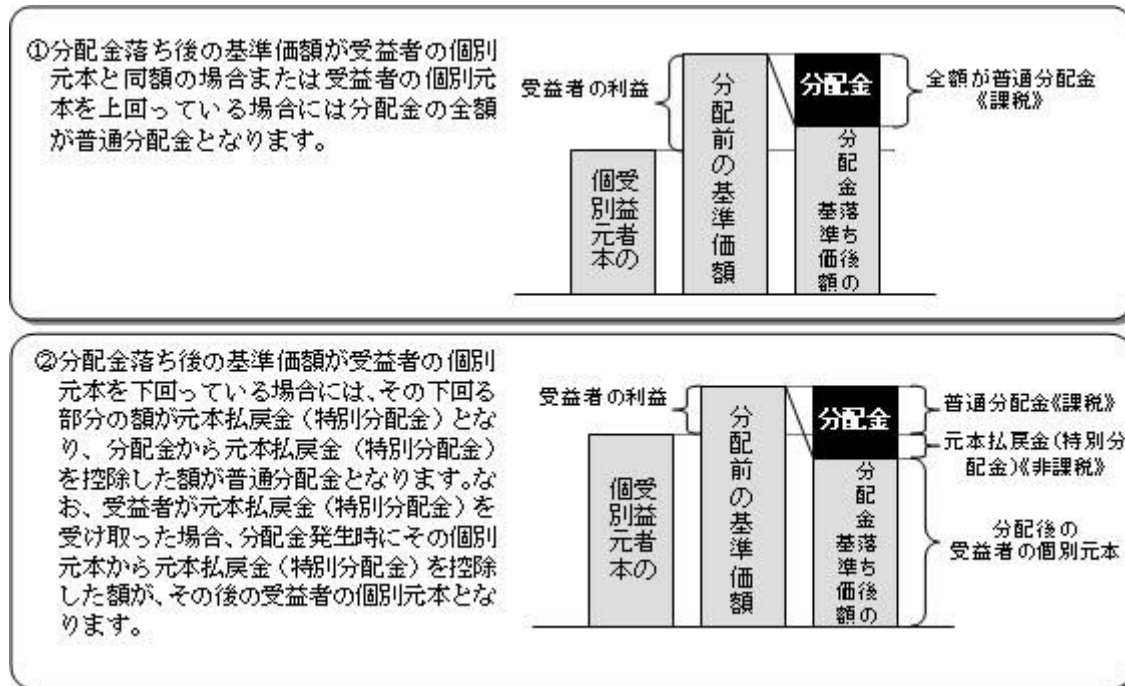 ①分配金落ち後の基準価額が受益者の個別
元本と同額の場合または受益者の個別元
本を上回っている場合には分配金の全額
が普通分配金となります。
受益者の利益
受益者の
個別元本
分配前の基準価額
分配金
分配金落ち後の
基準価額
全額が普通分配金
《課税》
②分配金落ち後の基準価額が受益者の個別
元本を下回っている場合には、その下回る
部分の額が元本払戻金（特別分配金）とな
り、分配金から元本払戻金（特別分配金）
を控除した額が普通分配金となります。な
お、受益者が元本払戻金（特別分配金）を
受け取った場合、分配金発生時にその個別
元本から元本払戻金（特別分配金）を控除
した額が、その後の受益者の個別元本とな
ります。
受益者の利益
受益者の
個別元本
分配前の基準価額
分配金
分配金落ち後の
基準価額
普通分配金《課税》
元本払戻金（特別分
配金）《非課税》
分配後の
受益者の個別元本